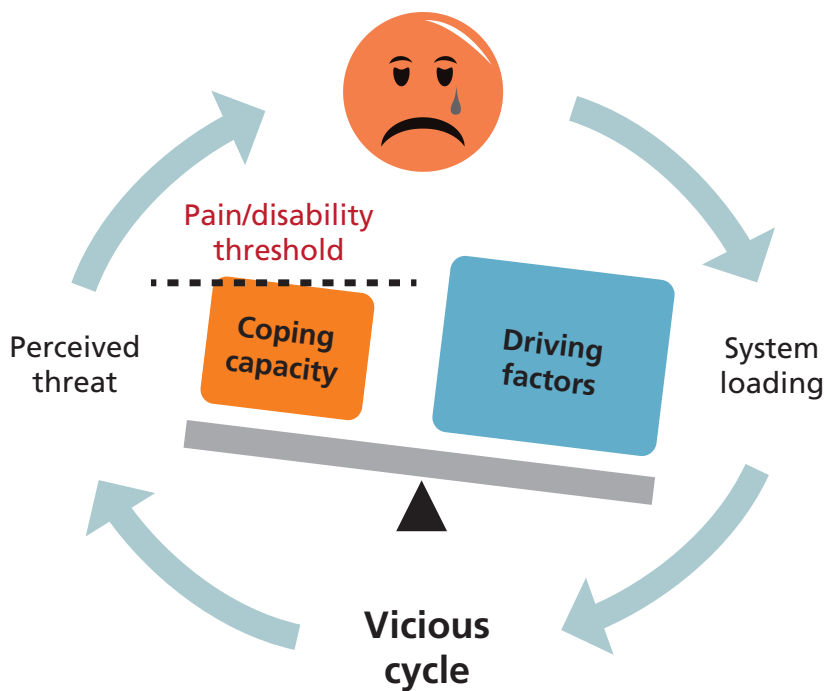 Pain/disability
threshold
Coping
capacity
Driving
factors
Perceived
threat
System
loading
Vicious
cycle